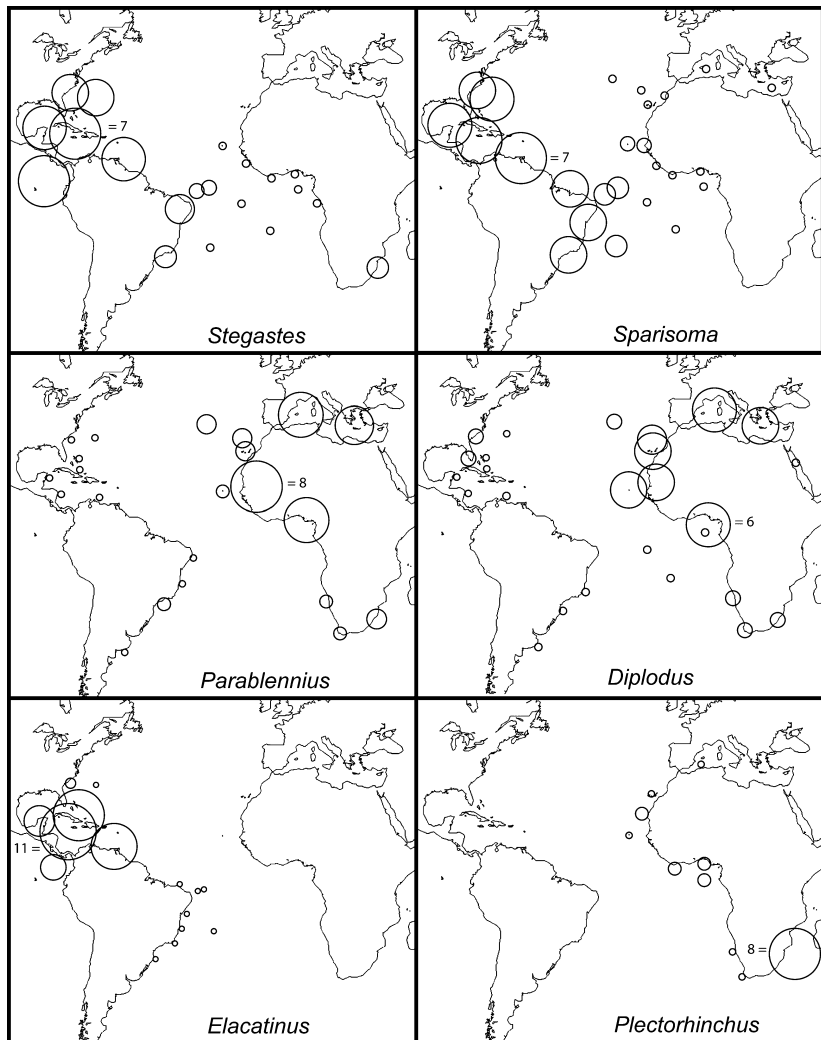 = 7
Stegastes
= 7
Sparisoma
= 8
Parablennius
= 6
Diplodus
11 =
Elacatinus
8 =
Plectorhinchus